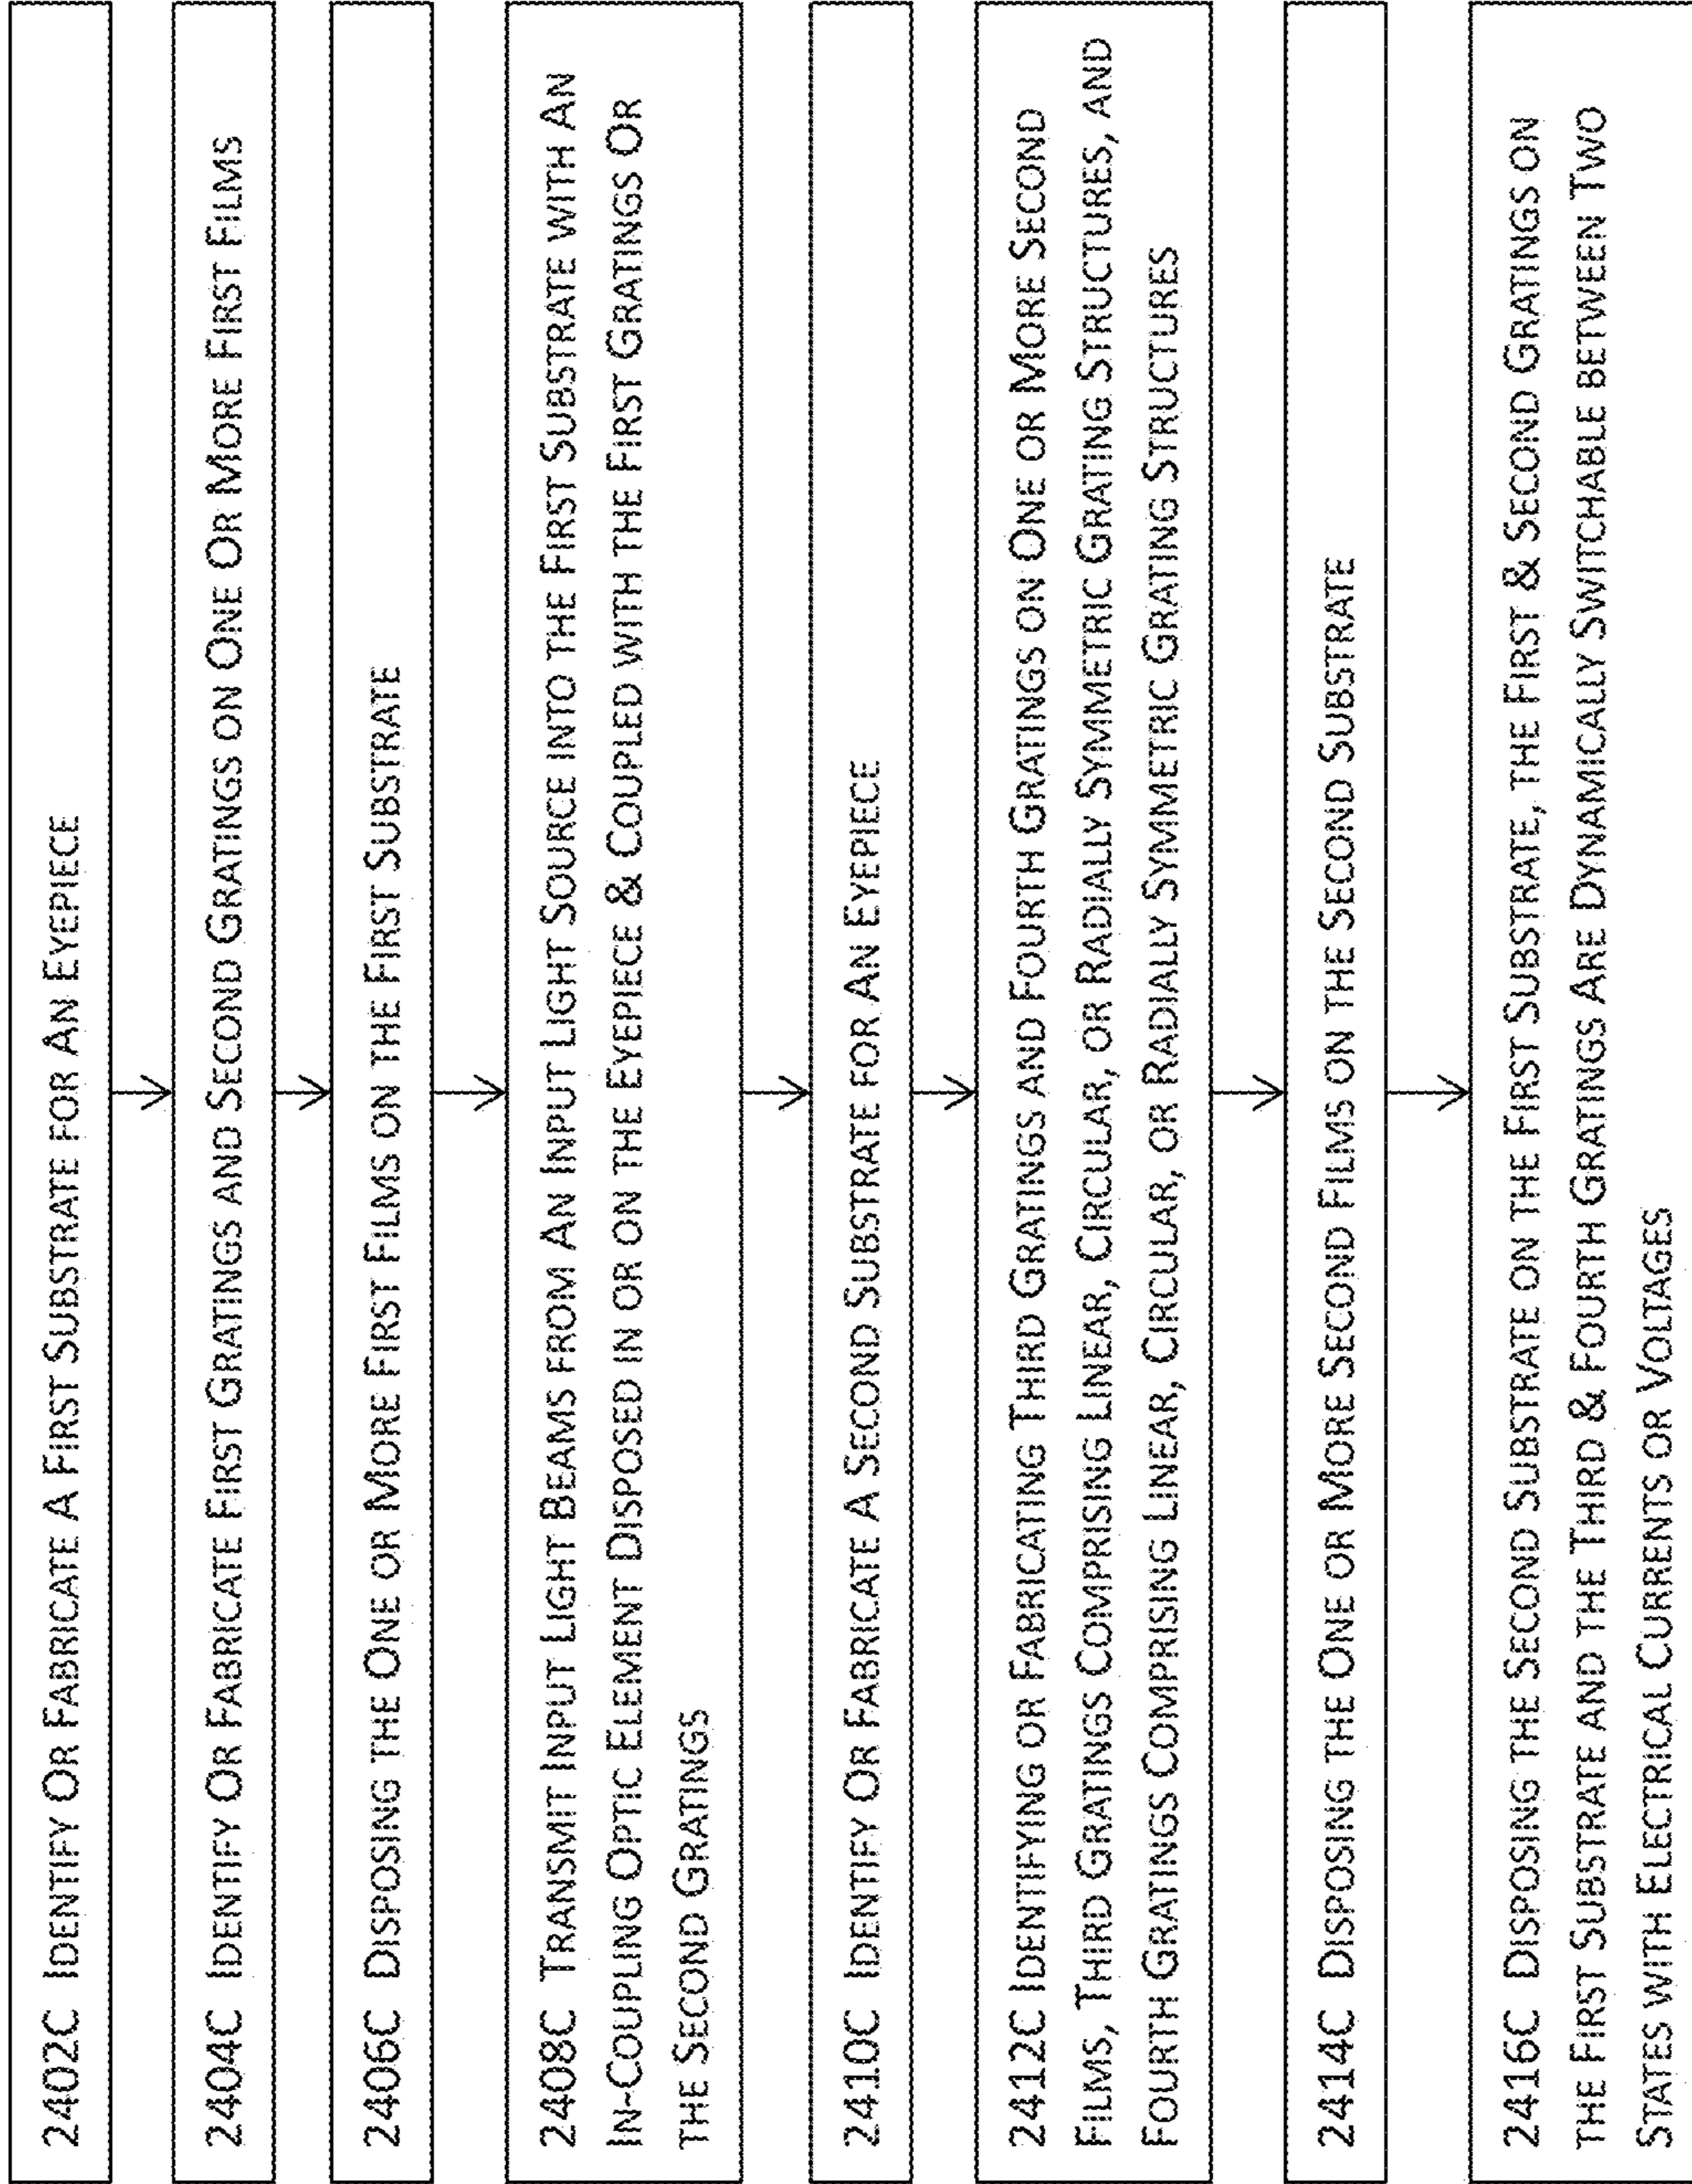 2402C Identify Or Fabricate A First Substrate for An Eyepiece
2404C Identify Or Fabricate First Gratings and Second Gratings on One Or More First Films
2406C Disposing the One or More First Films on the First Substrate
2408C Transmit Input Light Beams from An Input Light Source into the First Substrate with An
In-Coupling Optic Element Disposed in or on the Eyepiece & Coupled with the First Gratings Or
the Second Gratings
2410C Identify Or Fabricate A Second Substrate for An Eyepiece
2412C Identifying or Fabricating Third Gratings and Fourth Gratings on One or More Second
Films, Third Gratings Comprising Linear, Circular, or Radially Symmetric Grating Structures, and
Fourth Gratings Comprising Linear, Circular, or Radially Symmetric Grating Structures
2414C Disposing the One or More Second Films on the Second Substrate
2416C Disposing the Second Substrate on the First Substrate, the First & Second Gratings on
the First Substrate and the Third & Fourth Gratings Are Dynamically Switchable between Two
States with Electrical Currents or Voltages